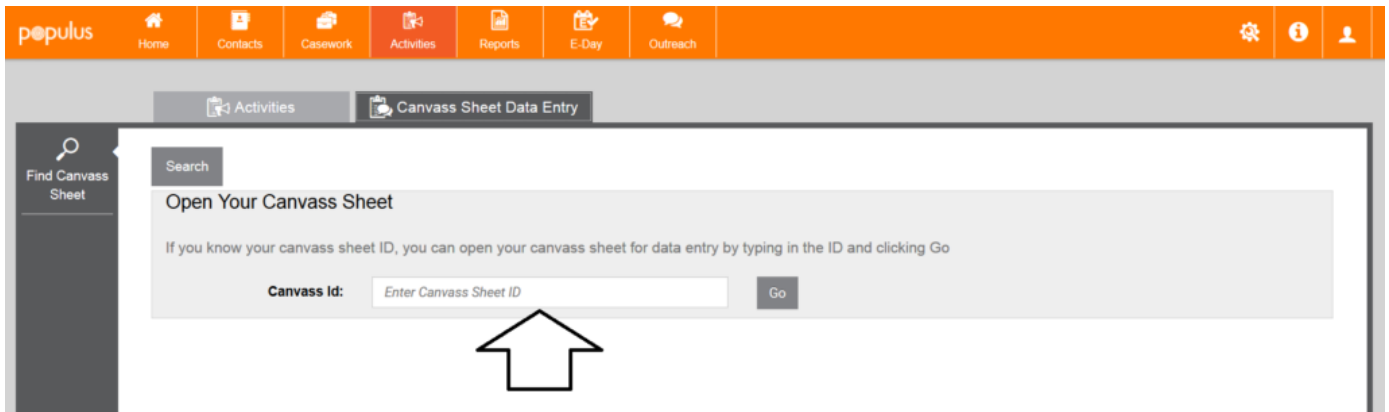 populus
Home Contacts Casework Activities Reports E-Day Outreach
Activities Canvass Sheet Data Entry
Find Canvass
Sheet
Search
Open Your Canvass Sheet
If you know your canvass sheet ID, you can open your canvass sheet for data entry by typing in the ID and clicking Go
Canvass Id: Enter Canvass Sheet ID Go